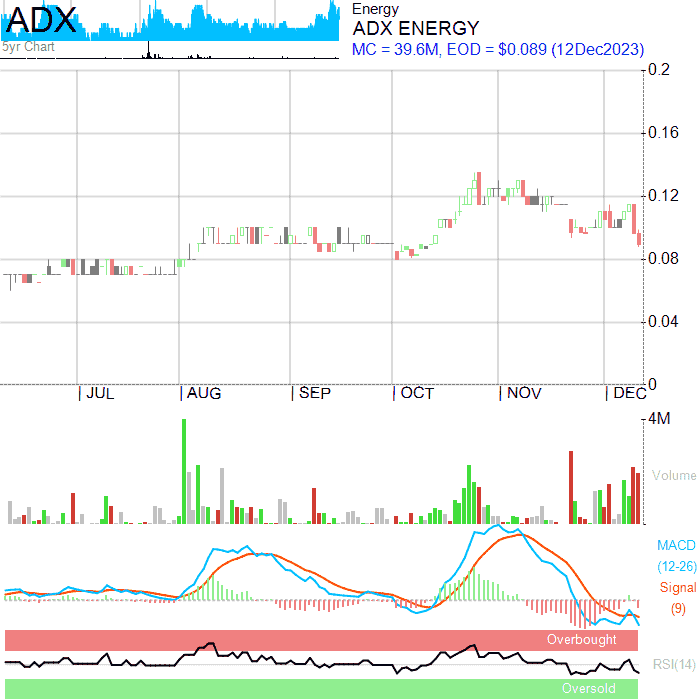 ADX
5yr Chart
Energy
ADX ENERGY
MC = 39.6M, EOD = $0.089 (12Dec2023)
0.2
0.16
0.12
0.08
0.04
0
JUL
AUG
SEP
OCT
NOV
DEC
4M
Volume
MACD
(12-26)
Signal
(9)
Overbought
RSI(14)
Oversold